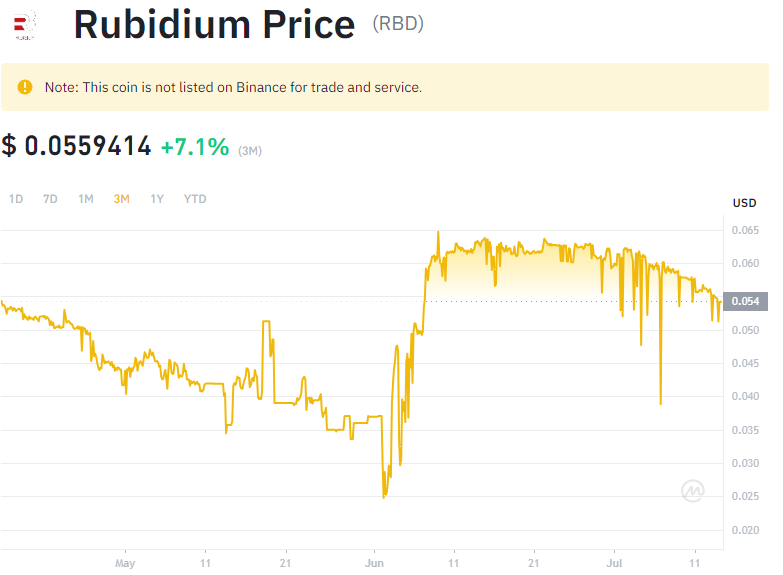 Rubidium Price (RBD)
Note: This coin is not listed on Binance for trade and service.
$ 0.0559414 +7.1% (3M)
1D 7D 1M 3M 1Y YTD
USD
0.065
0.060
0.054
0.050
0.045
0.040
0.035
0.030
0.025
0.020
May 11 21 Jun 11 21 Jul 11